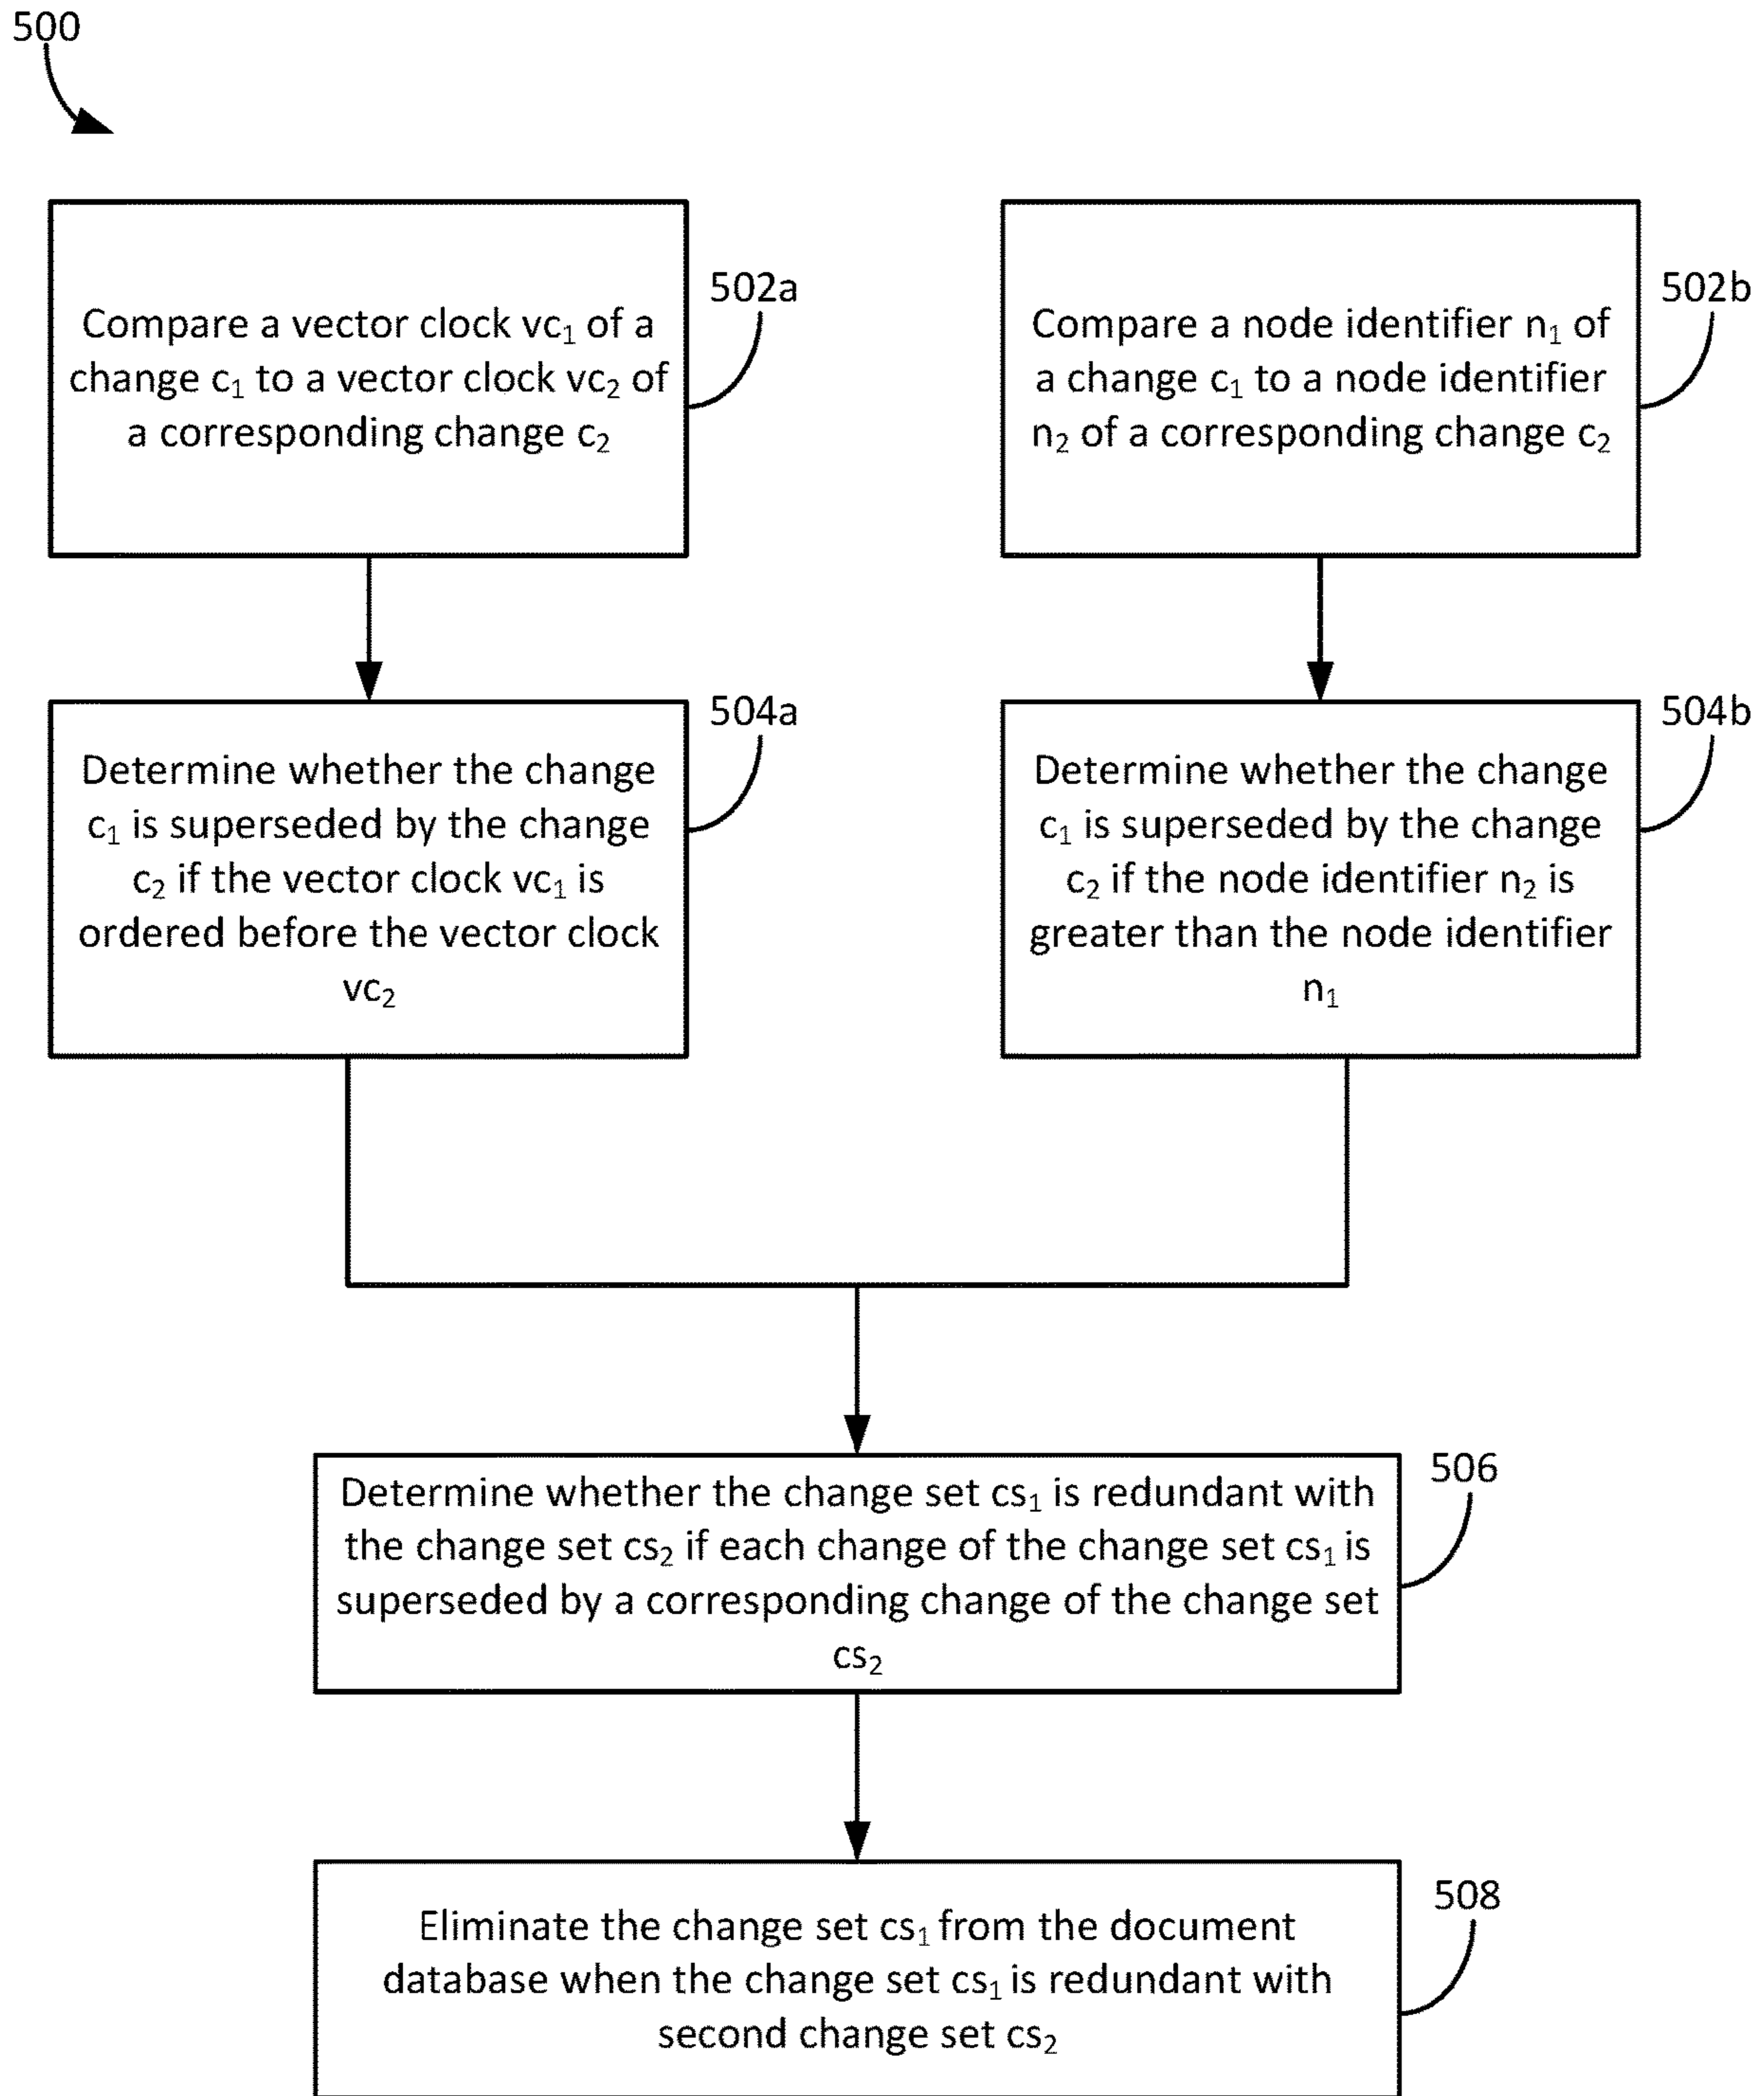 500
Compare a vector clock vc₁ of a
change c₁ to a vector clock vc₂ of
a corresponding change c₂
502a
Compare a node identifier n₁ of
a change c₁ to a node identifier
n₂ of a corresponding change c₂
502b
Determine whether the change
c₁ is superseded by the change
c₂ if the vector clock vc₁ is
ordered before the vector clock
vc₂
504a
Determine whether the change
c₁ is superseded by the change
c₂ if the node identifier n₂ is
greater than the node identifier
n₁
504b
Determine whether the change set cs₁ is redundant with
the change set cs₂ if each change of the change set cs₁ is
superseded by a corresponding change of the change set
cs₂
506
Eliminate the change set cs₁ from the document
database when the change set cs₁ is redundant with
second change set cs₂
508